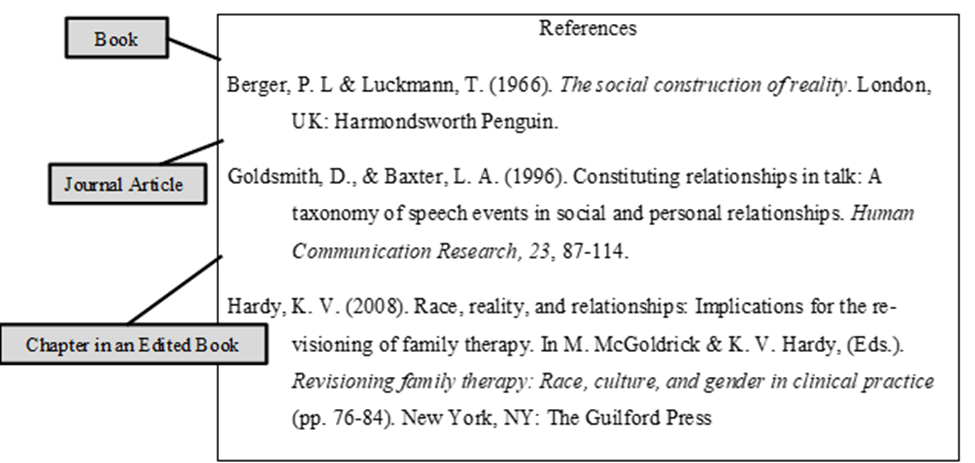 References
Book
Berger, P. L & Luckmann, T. (1966). The social construction of reality. London,
UK: Harmondsworth Penguin.
Journal Article
Goldsmith, D., & Baxter, L. A. (1996). Constituting relationships in talk: A
taxonomy of speech events in social and personal relationships. Human
Communication Research, 23, 87-114.
Chapter in an Edited Book
Hardy, K. V. (2008). Race, reality, and relationships: Implications for the re-
visioning of family therapy. In M. McGoldrick & K. V. Hardy, (Eds.).
Revisioning family therapy: Race, culture, and gender in clinical practice
(pp. 76-84). New York, NY: The Guilford Press